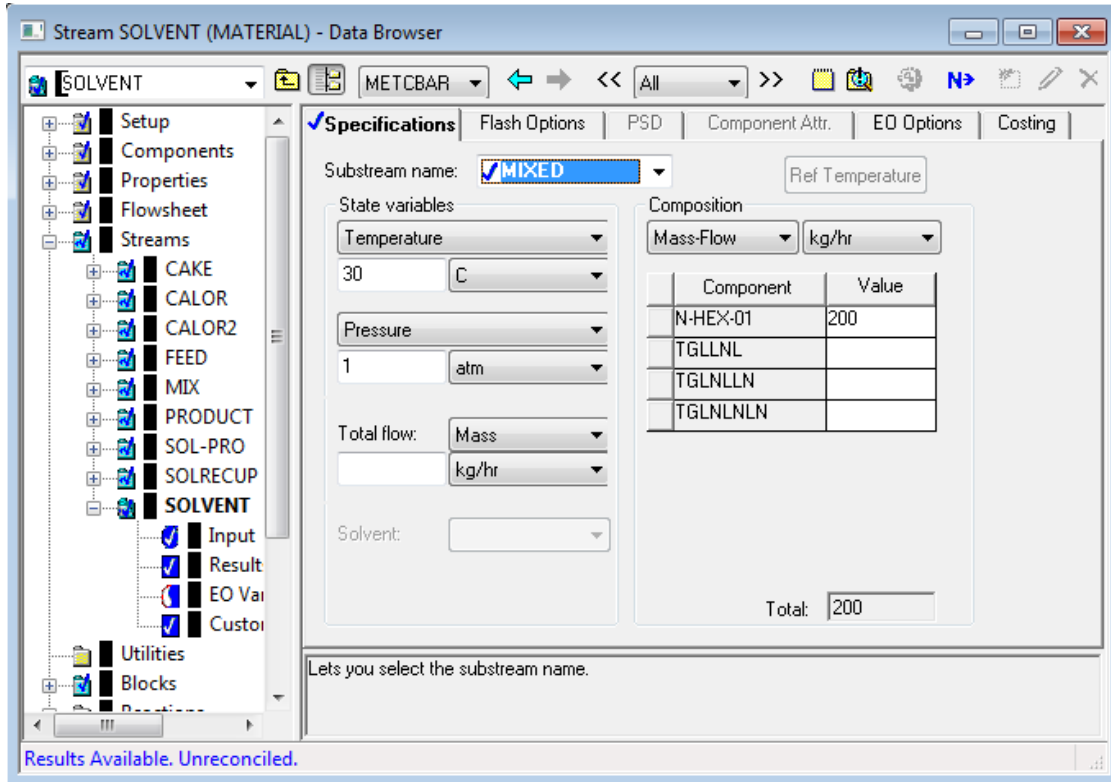 Stream SOLVENT (MATERIAL) - Data Browser
SOLVENT METCBAR << All >> N>
Specifications Flash Options PSD Component Attr. EO Options Costing
Setup
Components
Properties
Flowsheet
Streams
CAKE
CALOR
CALOR2
FEED
MIX
PRODUCT
SOL-PRO
SOLRECUP
SOLVENT
Input
Result
EO Var
Custo
Utilities
Blocks
Substream name: MIXED Ref Temperature
State variables
Temperature
30 C
Pressure
1 atm
Total flow: Mass
kg/hr
Solvent:
Composition
Mass-Flow kg/hr
Component Value
N-HEX-01 200
TGLLNL
TGLNLLN
TGLNLNLN
Total: 200
Lets you select the substream name.
Results Available. Unreconciled.